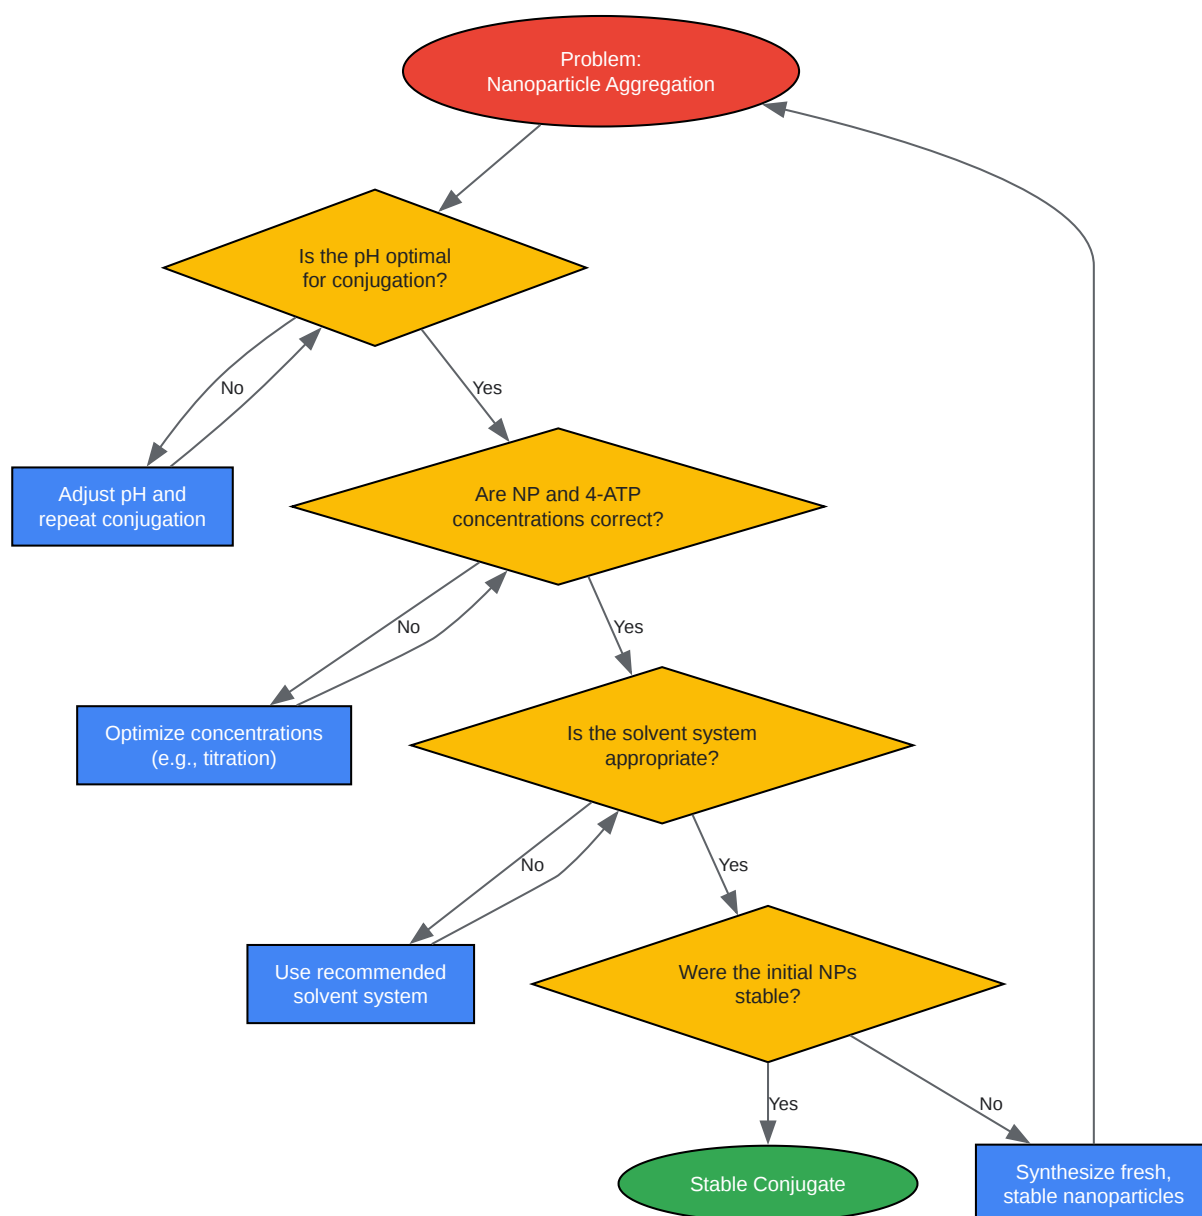 Problem:
Nanoparticle Aggregation
Is the pH optimal
for conjugation?
No
Yes
Adjust pH and
repeat conjugation
Are NP and 4-ATP
concentrations correct?
No
Yes
Optimize concentrations
(e.g., titration)
Is the solvent system
appropriate?
No
Yes
Use recommended
solvent system
Were the initial NPs
stable?
Yes
No
Stable Conjugate
Synthesize fresh,
stable nanoparticles